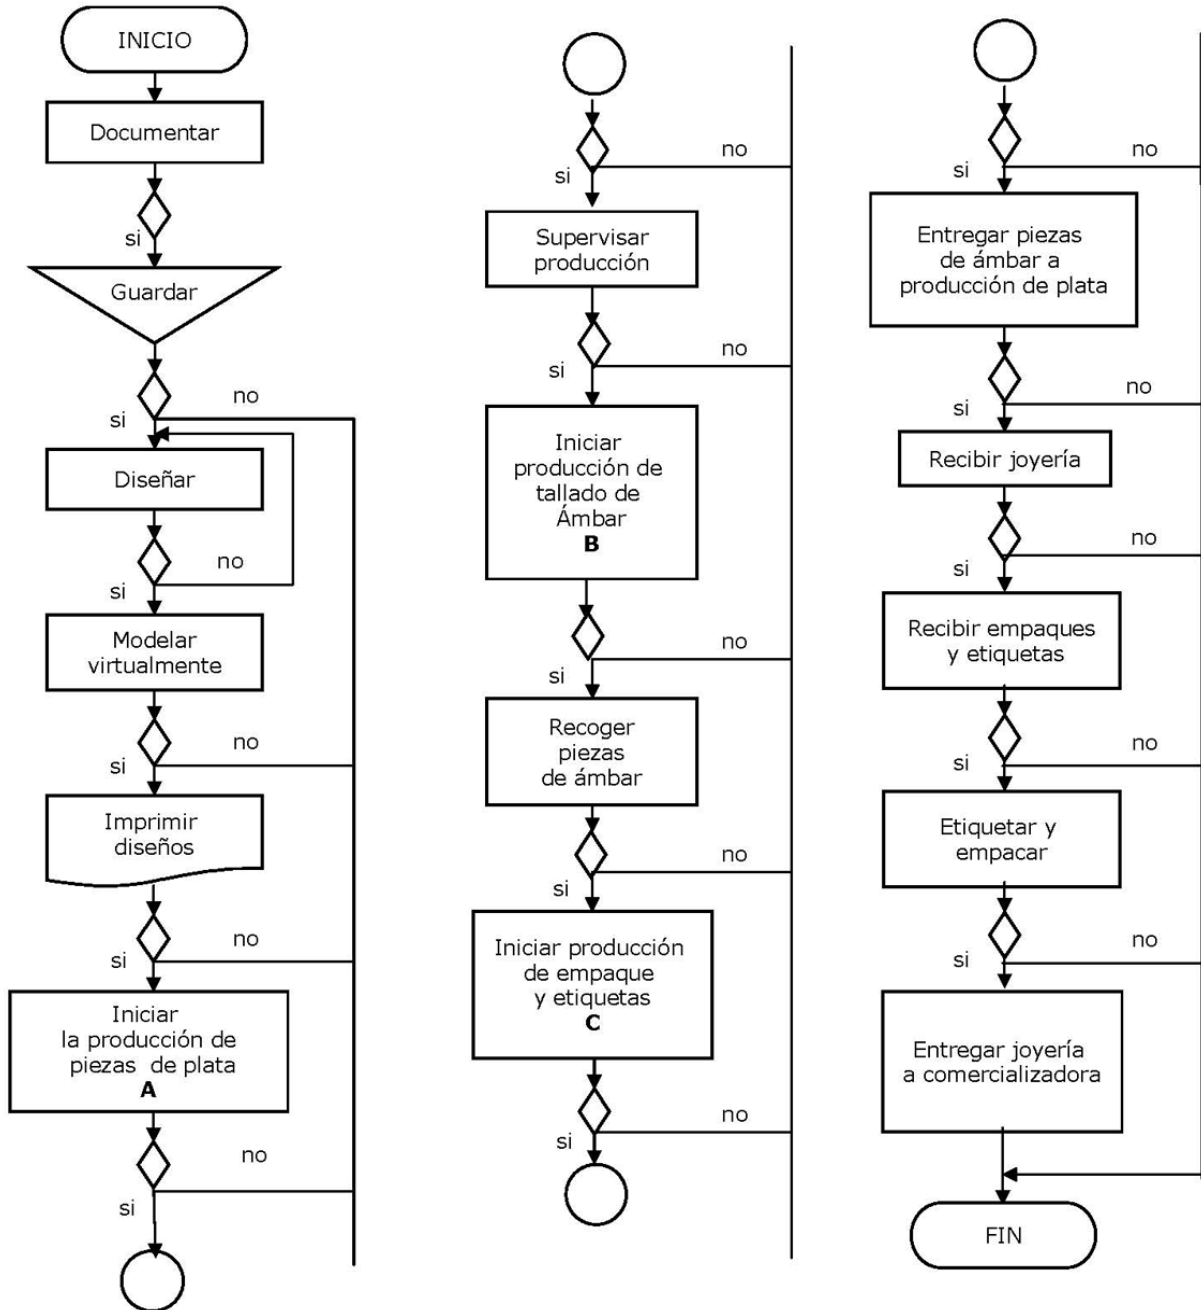 INICIO
Documentar
si
Guardar
no
si
Diseñar
no
si
Modelar
virtualmente
no
si
Imprimir
diseños
no
si
Iniciar
la producción de
piezas de plata
A
no
si
no
si
Supervisar
producción
no
si
Iniciar
producción de
tallado de
Ámbar
B
no
si
Recoger
piezas
de ámbar
no
si
Iniciar producción
de empaque
y etiquetas
C
no
si
no
si
Entregar piezas
de ámbar a
producción de plata
no
si
Recibir joyería
no
si
Recibir empaques
y etiquetas
no
si
Etiquetar y
empacar
no
si
Entregar joyería
a comercializadora
FIN